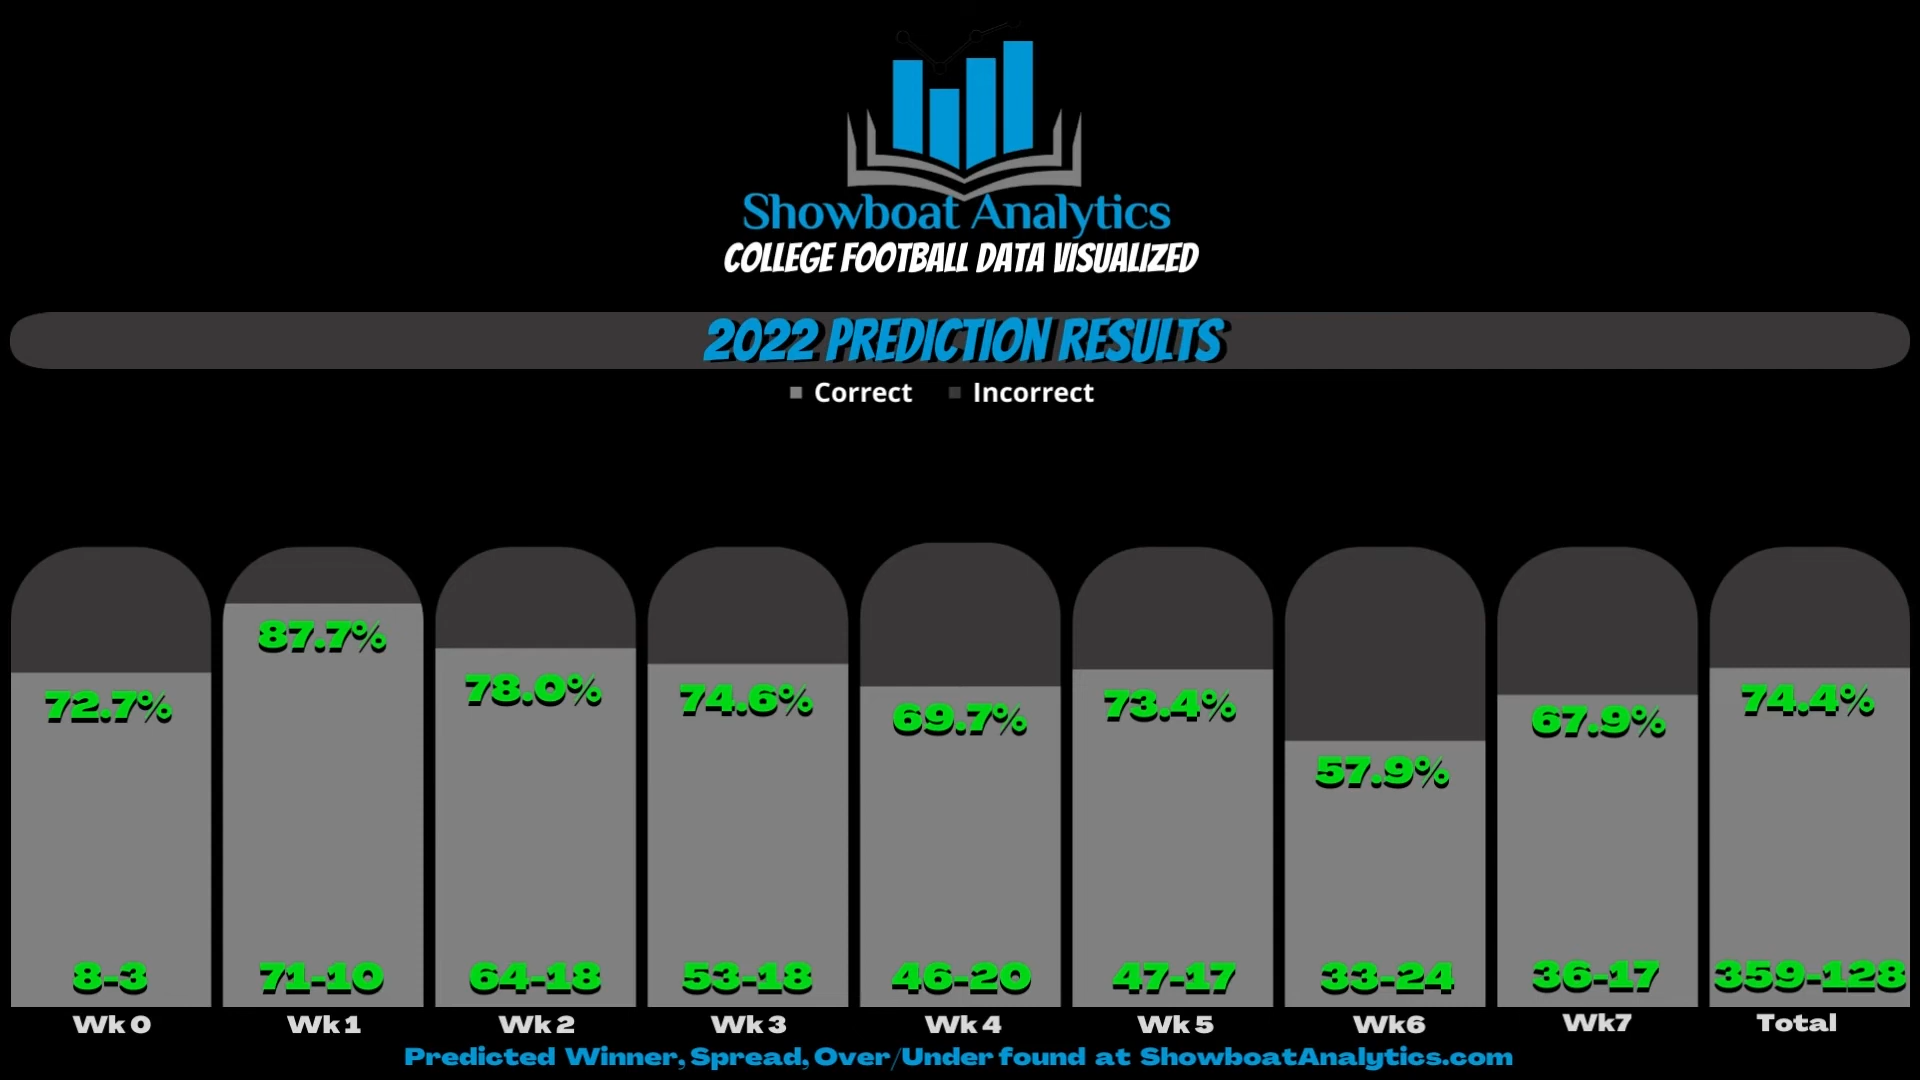 Showboat Analytics
COLLEGE FOOTBALL DATA VISUALIZED
2022 PREDICTION RESULTS
Correct Incorrect
72.7% 87.7% 78.0% 74.6% 69.7% 73.4% 57.9% 67.9% 74.4%
8-3 71-10 64-18 53-18 46-20 47-17 33-24 36-17 359-128
Wk 0 Wk 1 Wk 2 Wk 3 Wk 4 Wk 5 Wk6 Wk7 Total
Predicted Winner, Spread, Over/Under found at ShowboatAnalytics.com